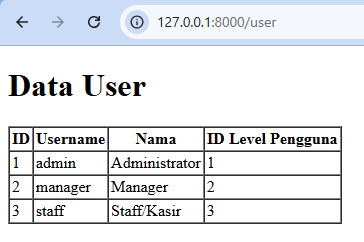 127.0.0.1:8000/user
Data User
ID Username Nama ID Level Pengguna
1 admin Administrator 1
2 manager Manager 2
3 staff Staff/Kasir 3